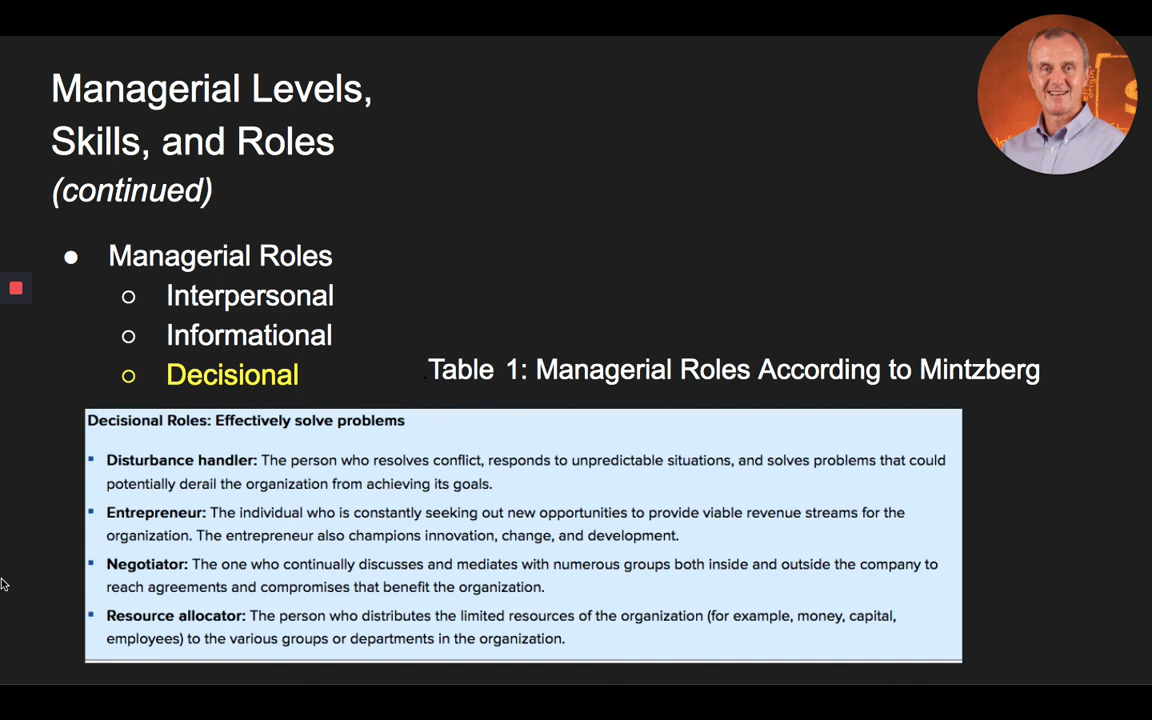 Managerial Levels,
Skills, and Roles
(continued)
● Managerial Roles
○ Interpersonal
○ Informational
○ Decisional
Table 1: Managerial Roles According to Mintzberg
Decisional Roles: Effectively solve problems
▪ Disturbance handler: The person who resolves conflict, responds to unpredictable situations, and solves problems that could
potentially derail the organization from achieving its goals.
▪ Entrepreneur: The individual who is constantly seeking out new opportunities to provide viable revenue streams for the
organization. The entrepreneur also champions innovation, change, and development.
▪ Negotiator: The one who continually discusses and mediates with numerous groups both inside and outside the company to
reach agreements and compromises that benefit the organization.
▪ Resource allocator: The person who distributes the limited resources of the organization (for example, money, capital,
employees) to the various groups or departments in the organization.